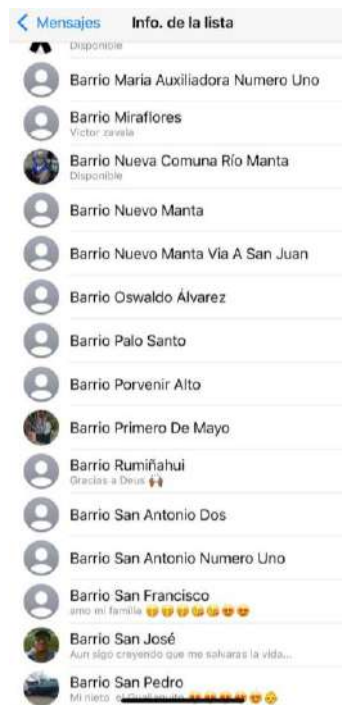 Mensajes Info. de la lista
Disponible
Barrio María Auxiliadora Numero Uno
Barrio Miraflores
Victor zavala
Barrio Nueva Comuna Río Manta
Disponible
Barrio Nuevo Manta
Barrio Nuevo Manta Via A San Juan
Barrio Oswaldo Álvarez
Barrio Palo Santo
Barrio Porvenir Alto
Barrio Primero De Mayo
Barrio Rumiñahui
Gracias a Deus 🙌🏾
Barrio San Antonio Dos
Barrio San Antonio Numero Uno
Barrio San Francisco
amo mi familia
Barrio San José
Aun sigo creyendo que me salvaras la vida...
Barrio San Pedro
Mi nieto el